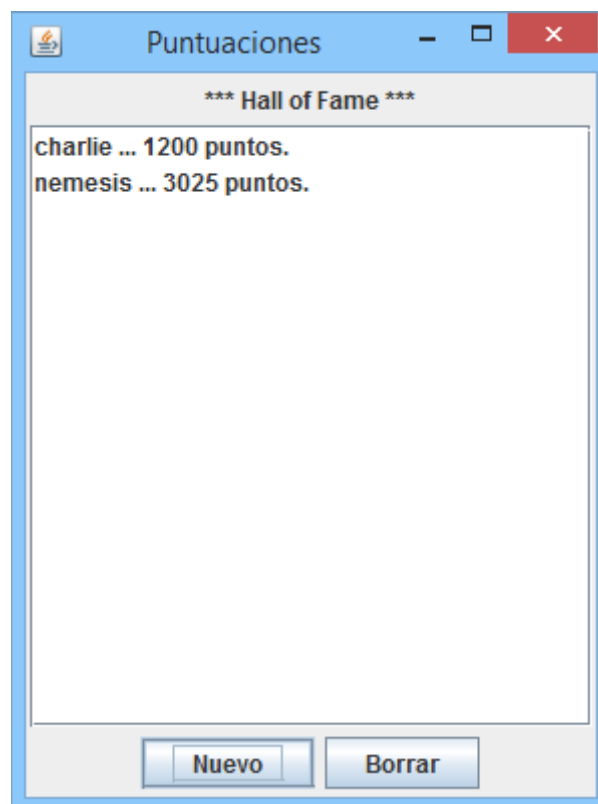 Puntuaciones
*** Hall of Fame ***
charlie ... 1200 puntos.
nemesis ... 3025 puntos.
Nuevo Borrar